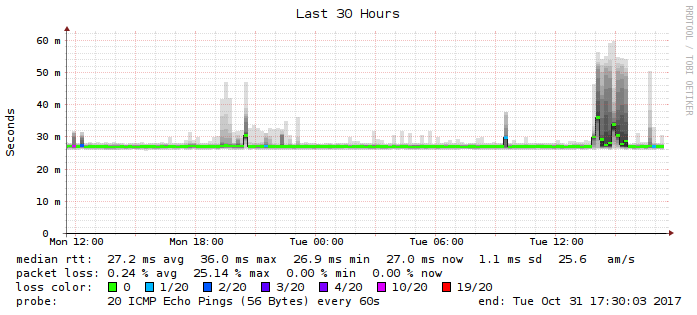 Last 30 Hours
RRDTOOL / TOBI OETIKER
Seconds
60 m
50 m
40 m
30 m
20 m
10 m
0
Mon 12:00 Mon 18:00 Tue 00:00 Tue 06:00 Tue 12:00
median rtt: 27.2 ms avg 36.0 ms max 26.9 ms min 27.0 ms now 1.1 ms sd 25.6 am/s
packet loss: 0.24 % avg 25.14 % max 0.00 % min 0.00 % now
loss color: 0 1/20 2/20 3/20 4/20 10/20 19/20
probe: 20 ICMP Echo Pings (56 Bytes) every 60s end: Tue Oct 31 17:30:03 2017